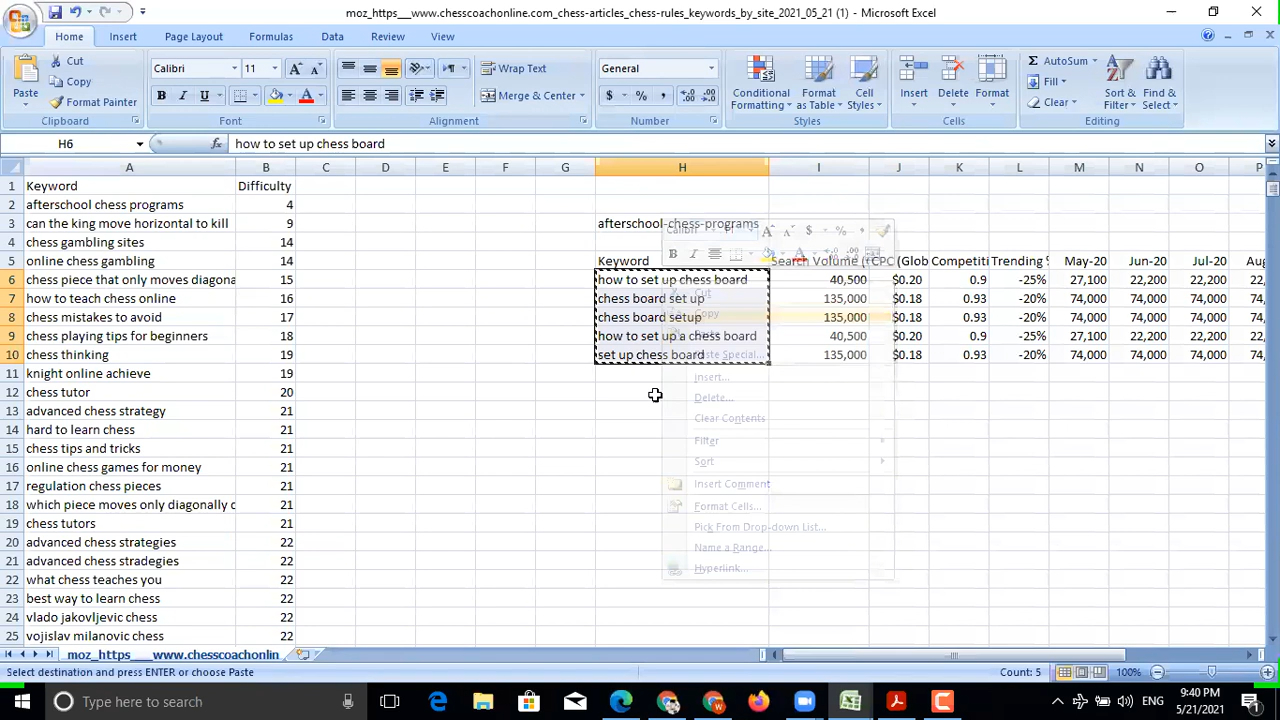 moz_https___www.chesscoachonline.com_chess-articles_chess-rules_keywords_by_site_2021_05_21 (1) - Microsoft Excel
Home Insert Page Layout Formulas Data Review View
Paste Cut Copy Format Painter
Calibri 11 B I U
Wrap Text Merge & Center
General $ % ,
Conditional Formatting Format as Table Cell Styles
Insert Delete Format
AutoSum Fill Clear Sort & Filter Find & Select
Clipboard Font Alignment Number Styles Cells Editing
H6 fx how to set up chess board
A B C D E F G H I J K L M N O P
1 Keyword Difficulty
2 afterschool chess programs 4
3 can the king move horizontal to kill 9 afterschool-chess-programs
4 chess gambling sites 14
5 online chess gambling 14 Keyword Search Volume ( CPC (Glob Competiti Trending % May-20 Jun-20 Jul-20 Aug
6 chess piece that only moves diagona 15 how to set up chess board 40,500 $0.20 0.9 -25% 27,100 22,200 22,200 22,
7 how to teach chess online 16 chess board set up 135,000 $0.18 0.93 -20% 74,000 74,000 74,000 74,
8 chess mistakes to avoid 17 chess board setup 135,000 $0.18 0.93 -20% 74,000 74,000 74,000 74,
9 chess playing tips for beginners 18 how to set up a chess board 40,500 $0.20 0.9 -25% 27,100 22,200 22,200 22,
10 chess thinking 19 set up chess board 135,000 $0.18 0.93 -20% 74,000 74,000 74,000 74,
11 knight online achieve 19
12 chess tutor 20
13 advanced chess strategy 21
14 hard to learn chess 21
15 chess tips and tricks 21
16 online chess games for money 21
17 regulation chess pieces 21
18 which piece moves only diagonally o 21
19 chess tutors 21
20 advanced chess strategies 22
21 advanced chess stradegies 22
22 what chess teaches you 22
23 best way to learn chess 22
24 vlado jakovljevic chess 22
25 vojislav milanovic chess 22
Cut
Copy
Paste Special...
Insert...
Delete...
Clear Contents
Filter
Sort
Insert Comment
Format Cells...
Pick From Drop-down List...
Name a Range...
Hyperlink...
moz_https___www.chesscoachonlin
Select destination and press ENTER or choose Paste Count: 5 100%
Type here to search ENG 9:40 PM
5/21/2021